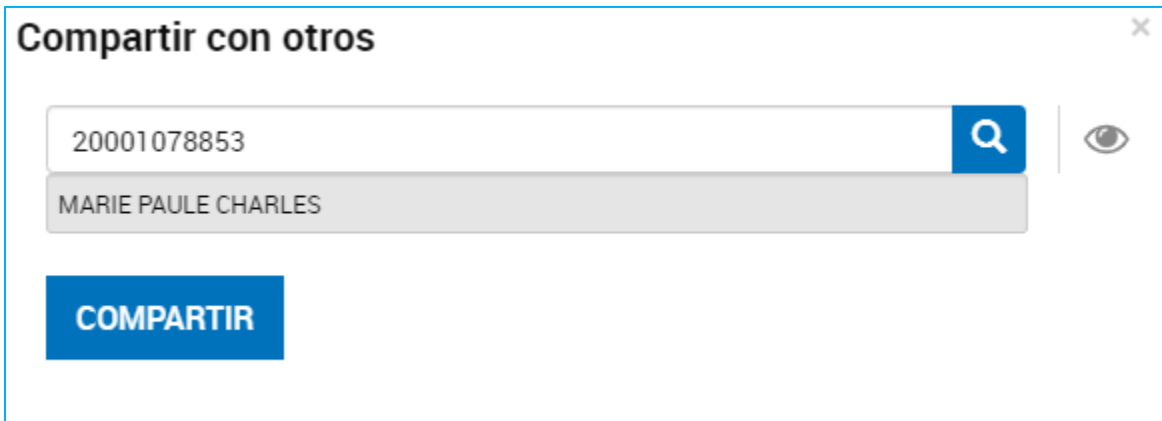 Compartir con otros
20001078853
MARIE PAULE CHARLES
COMPARTIR